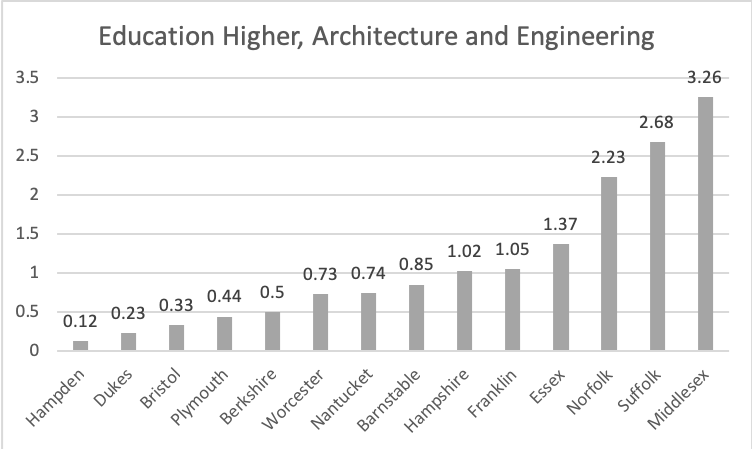 Education Higher, Architecture and Engineering
3.5
3
2.5
2
1.5
1
0.5
0
0.12
0.23
0.33
0.44
0.5
0.73
0.74
0.85
1.02
1.05
1.37
2.23
2.68
3.26
Hampden
Dukes
Bristol
Plymouth
Berkshire
Worcester
Nantucket
Barnstable
Hampshire
Franklin
Essex
Norfolk
Suffolk
Middlesex